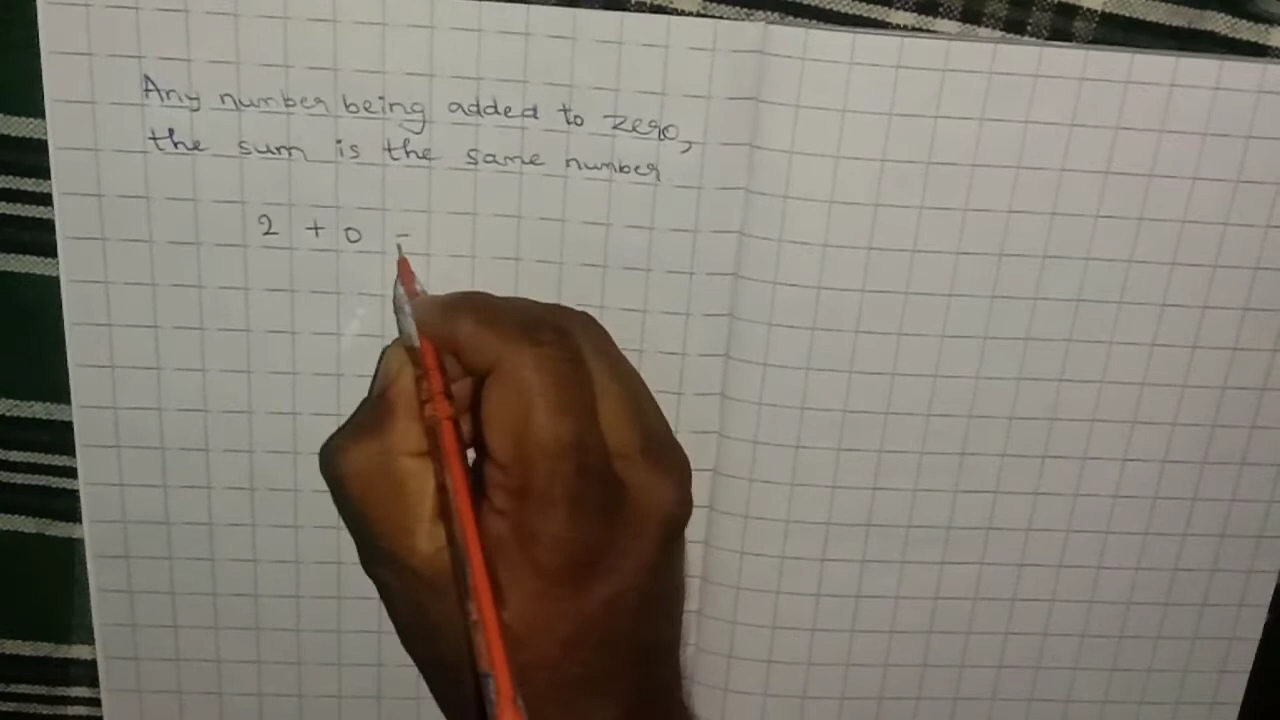 Any number being added to zero,
the sum is the same number
2 + 0 -